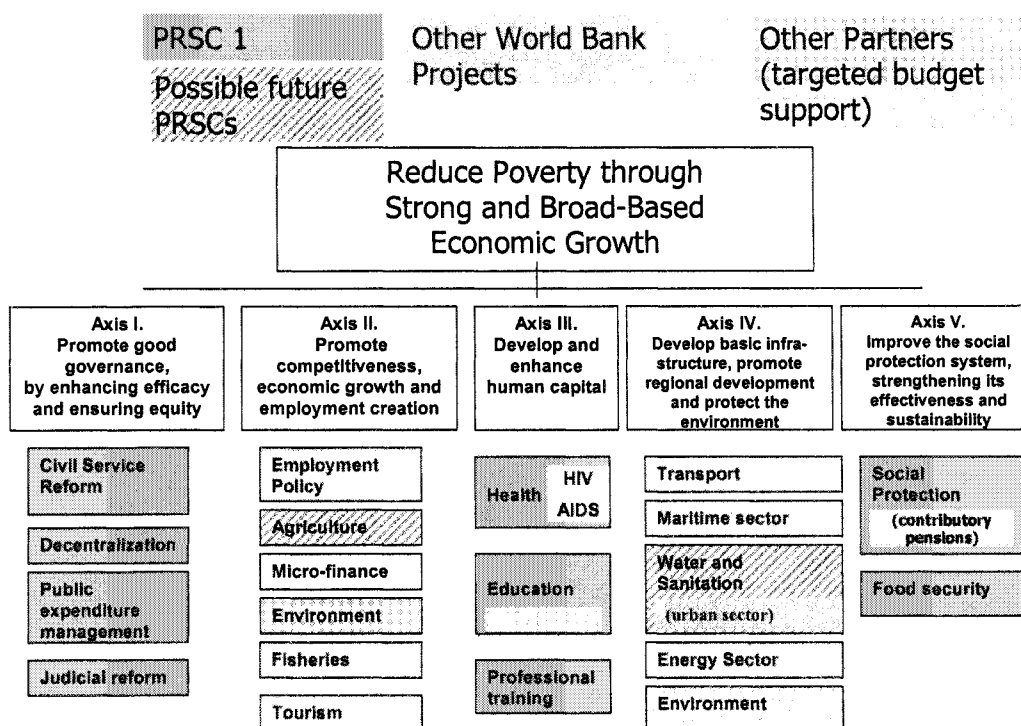 PRSC 1
Possible future
PRSCs
Other World Bank
Projects
Other Partners
(targeted budget
support)
Reduce Poverty through
Strong and Broad-Based
Economic Growth
Axis I.
Promote good
governance,
by enhancing efficacy
and ensuring equity
Axis II.
Promote
competitiveness,
economic growth and
employment creation
Axis III.
Develop and
enhance
human capital
Axis IV.
Develop basic infra-
structure, promote
regional development
and protect the
environment
Axis V.
Improve the social
protection system,
strengthening its
effectiveness and
sustainability
Civil Service
Reform
Decentralization
Public
expenditure
management
Judicial reform
Employment
Policy
Agriculture
Micro-finance
Environment
Fisheries
Tourism
Health
HIV
AIDS
Education
Professional
training
Transport
Maritime sector
Water and
Sanitation
(urban sector)
Energy Sector
Environment
Social
Protection
(contributory
pensions)
Food security